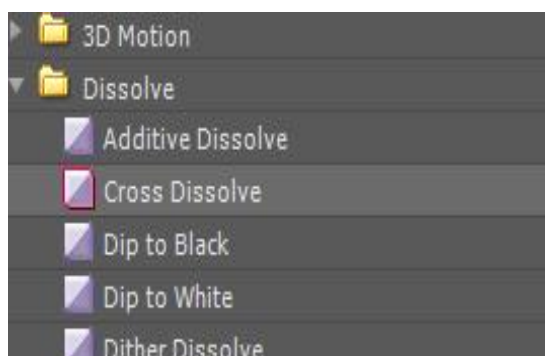 3D Motion
Dissolve
Additive Dissolve
Cross Dissolve
Dip to Black
Dip to White
Dither Dissolve